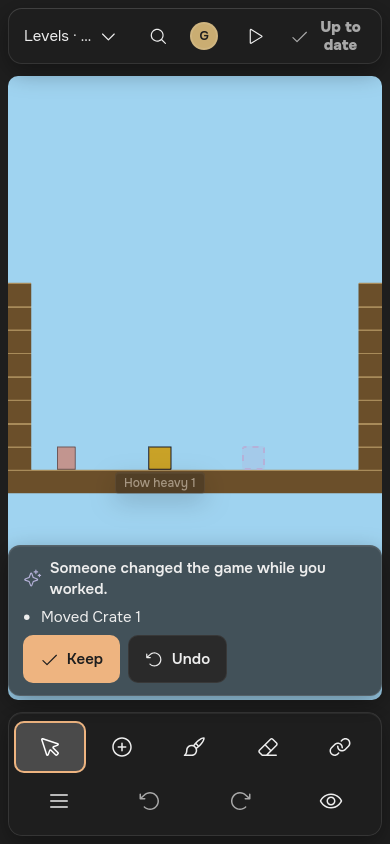 Levels · ...
G
Up to
date
How heavy 1
Someone changed the game while you
worked.
Moved Crate 1
Keep
Undo